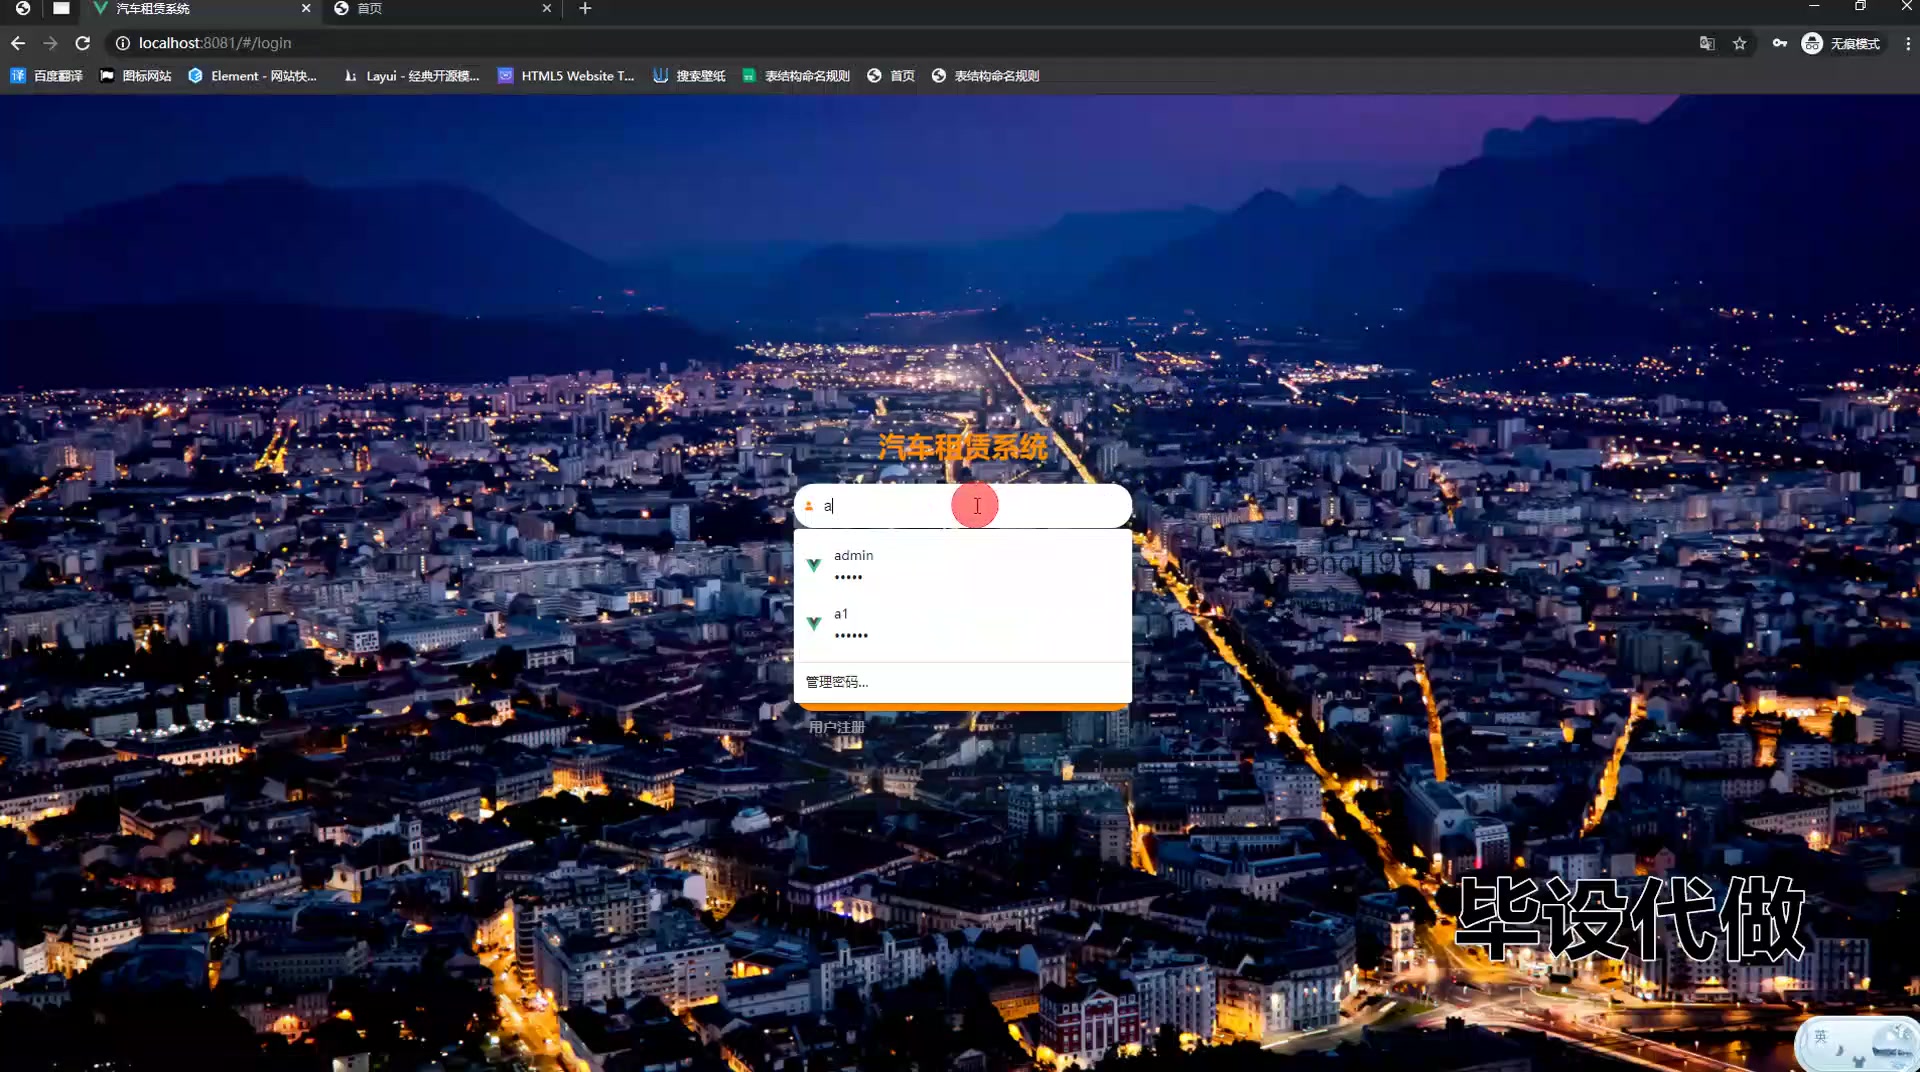 汽车租赁系统
首页
localhost:8081/#/login
无痕模式
百度翻译
图标网站
Element - 网站快...
Layui - 经典开源模...
HTML5 Website T...
搜索壁纸
表结构命名规则
首页
表结构命名规则
汽车租赁系统
a
admin
•••••
a1
••••••
管理密码...
用户注册
毕设代做
英